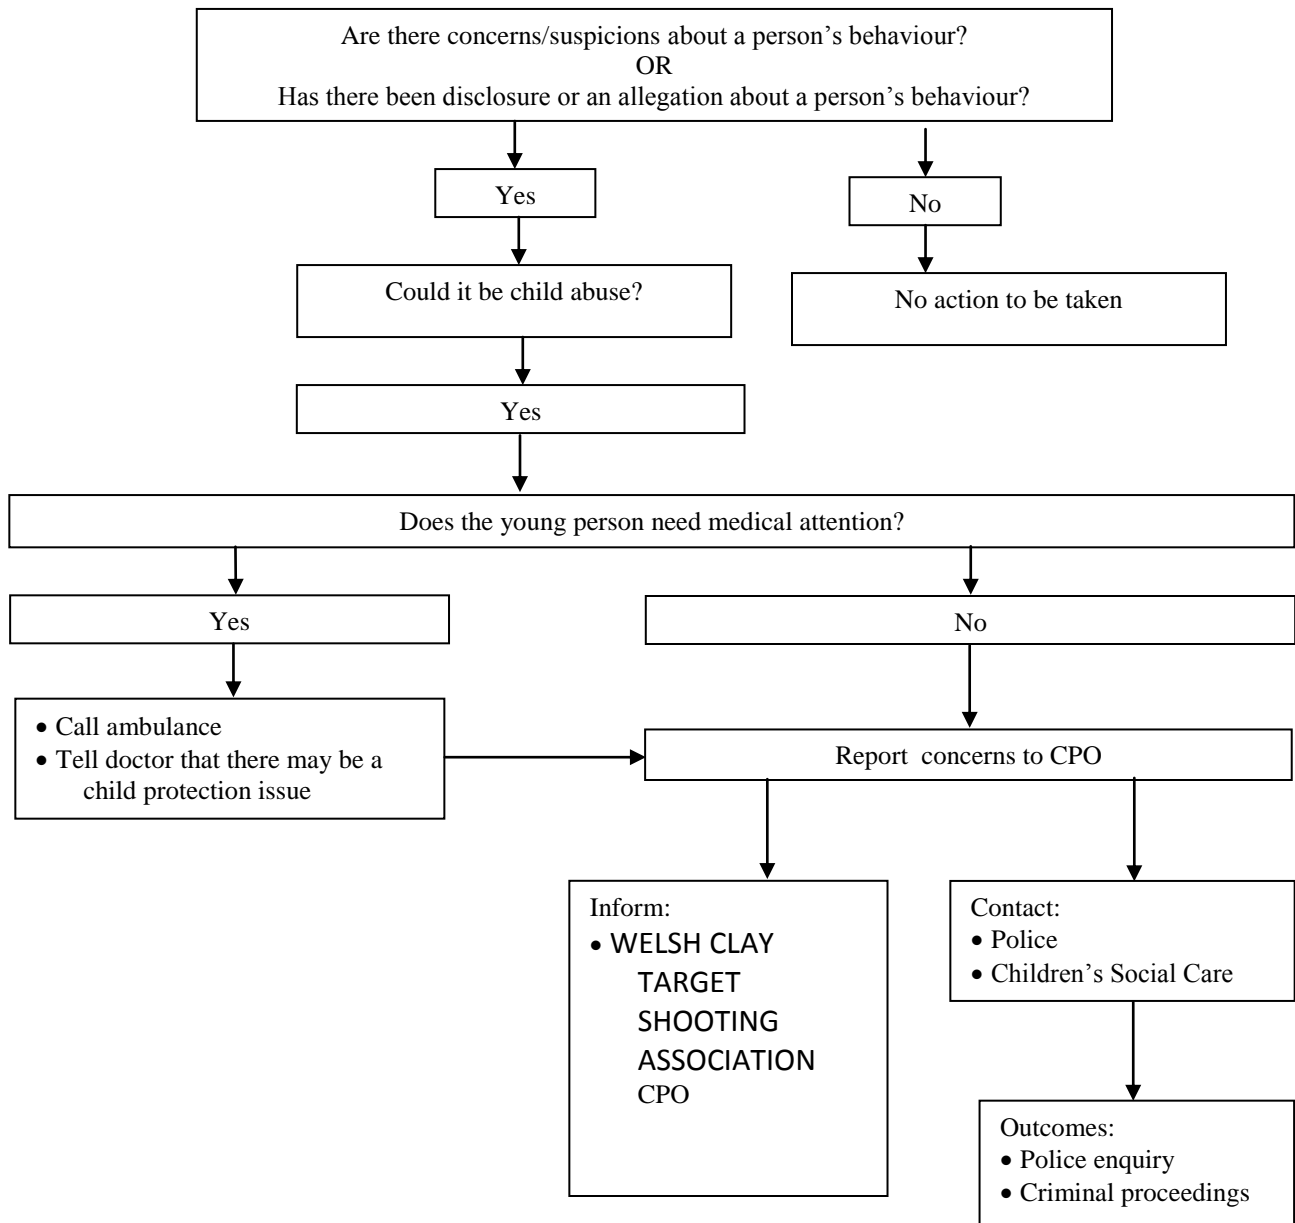 Are there concerns/suspicions about a person’s behaviour?
OR
Has there been disclosure or an allegation about a person’s behaviour?
Yes
No
Could it be child abuse?
No action to be taken
Yes
Does the young person need medical attention?
Yes
No
• Call ambulance
• Tell doctor that there may be a
child protection issue
Report concerns to CPO
Inform:
• WELSH CLAY
TARGET
SHOOTING
ASSOCIATION
CPO
Contact:
• Police
• Children’s Social Care
Outcomes:
• Police enquiry
• Criminal proceedings